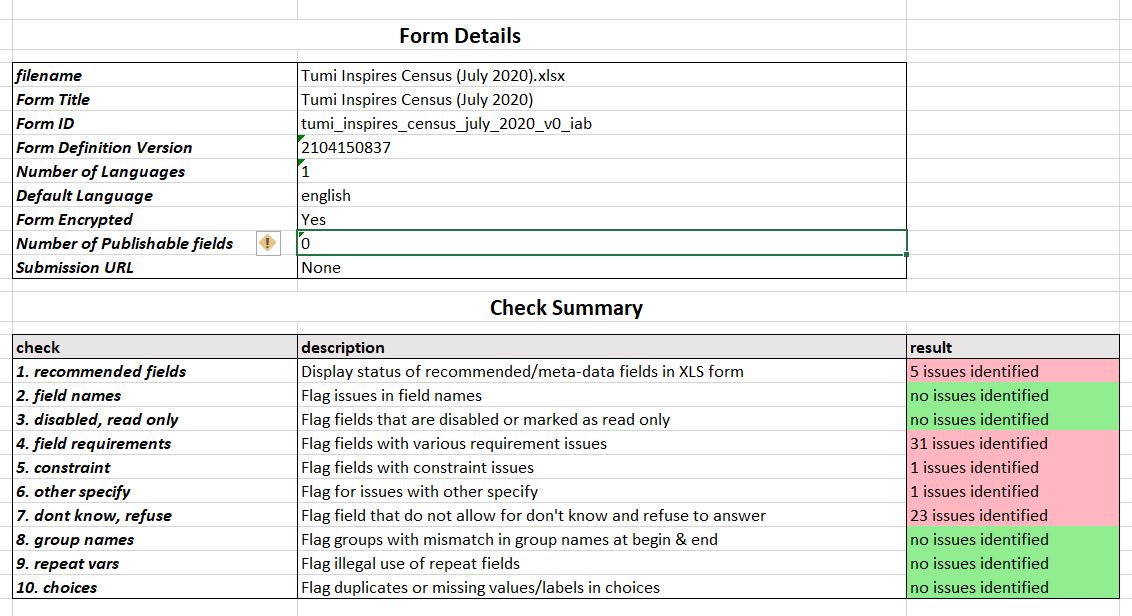 Form Details
filename Tumi Inspires Census (July 2020).xlsx
Form Title Tumi Inspires Census (July 2020)
Form ID tumi_inspires_census_july_2020_v0_iab
Form Definition Version 2104150837
Number of Languages 1
Default Language english
Form Encrypted Yes
Number of Publishable fields ! 0
Submission URL None
Check Summary
check description result
1. recommended fields Display status of recommended/meta-data fields in XLS form 5 issues identified
2. field names Flag issues in field names no issues identified
3. disabled, read only Flag fields that are disabled or marked as read only no issues identified
4. field requirements Flag fields with various requirement issues 31 issues identified
5. constraint Flag fields with constraint issues 1 issues identified
6. other specify Flag for issues with other specify 1 issues identified
7. dont know, refuse Flag field that do not allow for don't know and refuse to answer 23 issues identified
8. group names Flag groups with mismatch in group names at begin & end no issues identified
9. repeat vars Flag illegal use of repeat fields no issues identified
10. choices Flag duplicates or missing values/labels in choices no issues identified